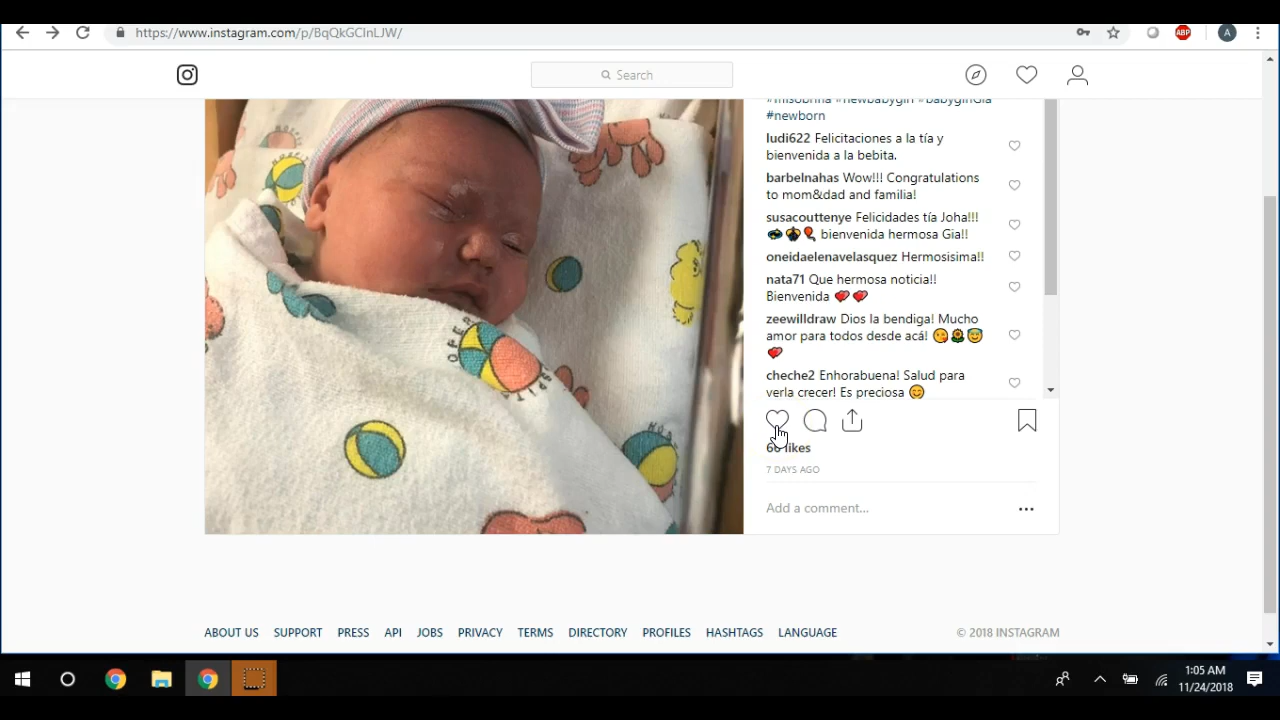 https://www.instagram.com/p/BqQkGClnLJW/
ABP
A
Search
#misobrina #newbabygirl #babygirlGia
#newborn
ludi622 Felicitaciones a la tía y
bienvenida a la bebita.
barbelnahas Wow!!! Congratulations
to mom&dad and familia!
susacouttenye Felicidades tía Joha!!!
bienvenida hermosa Gia!!
oneidaelenavelasquez Hermosisima!!
nata71 Que hermosa noticia!!
Bienvenida
zeewilldraw Dios la bendiga! Mucho
amor para todos desde acá!
cheche2 Enhorabuena! Salud para
verla crecer! Es preciosa
likes
7 DAYS AGO
Add a comment...
ABOUT US SUPPORT PRESS API JOBS PRIVACY TERMS DIRECTORY PROFILES HASHTAGS LANGUAGE
© 2018 INSTAGRAM
1:05 AM
11/24/2018